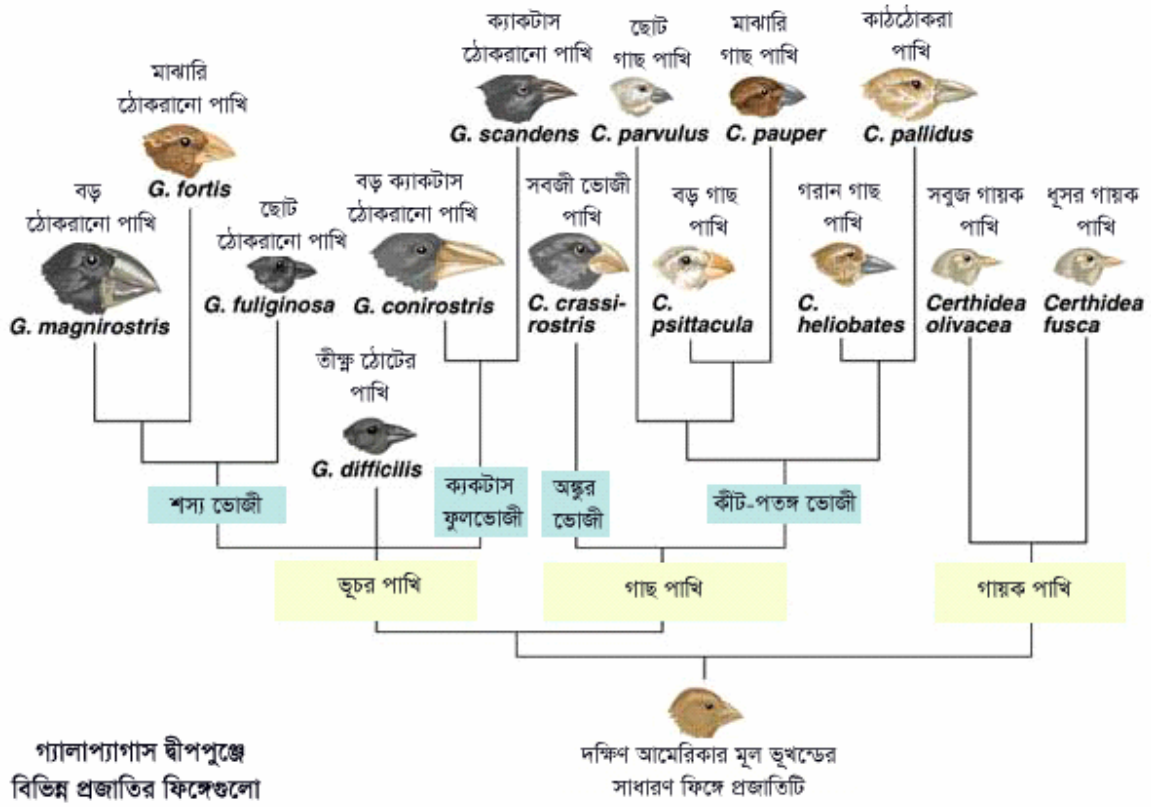 ক্যাকটাস
ঠোকরানো পাখি
G. scandens
ছোট
গাছ পাখি
C. parvulus
মাঝারি
গাছ পাখি
C. pauper
কাঠঠোকরা
পাখি
C. pallidus
মাঝারি
ঠোকরানো পাখি
G. fortis
বড়
ঠোকরানো পাখি
G. magnirostris
ছোট
ঠোকরানো পাখি
G. fuliginosa
বড় ক্যাকটাস
ঠোকরানো পাখি
G. conirostris
সবজী ভোজী
পাখি
C. crassi-
rostris
বড় গাছ
পাখি
C.
psittacula
গরান গাছ
পাখি
C.
heliobates
সবুজ গায়ক
পাখি
Certhidea
olivacea
ধূসর গায়ক
পাখি
Certhidea
fusca
তীক্ষ্ণ ঠোটের
পাখি
G. difficilis
শস্য ভোজী
ক্যকটাস
ফুলভোজী
অঙ্কুর
ভোজী
কীট-পতঙ্গ ভোজী
ভূচর পাখি
গাছ পাখি
গায়ক পাখি
গ্যালাপ্যাগাস দ্বীপপুঞ্জে
বিভিন্ন প্রজাতির ফিঙ্গেগুলো
দক্ষিণ আমেরিকার মূল ভূখন্ডের
সাধারণ ফিঙ্গে প্রজাতিটি